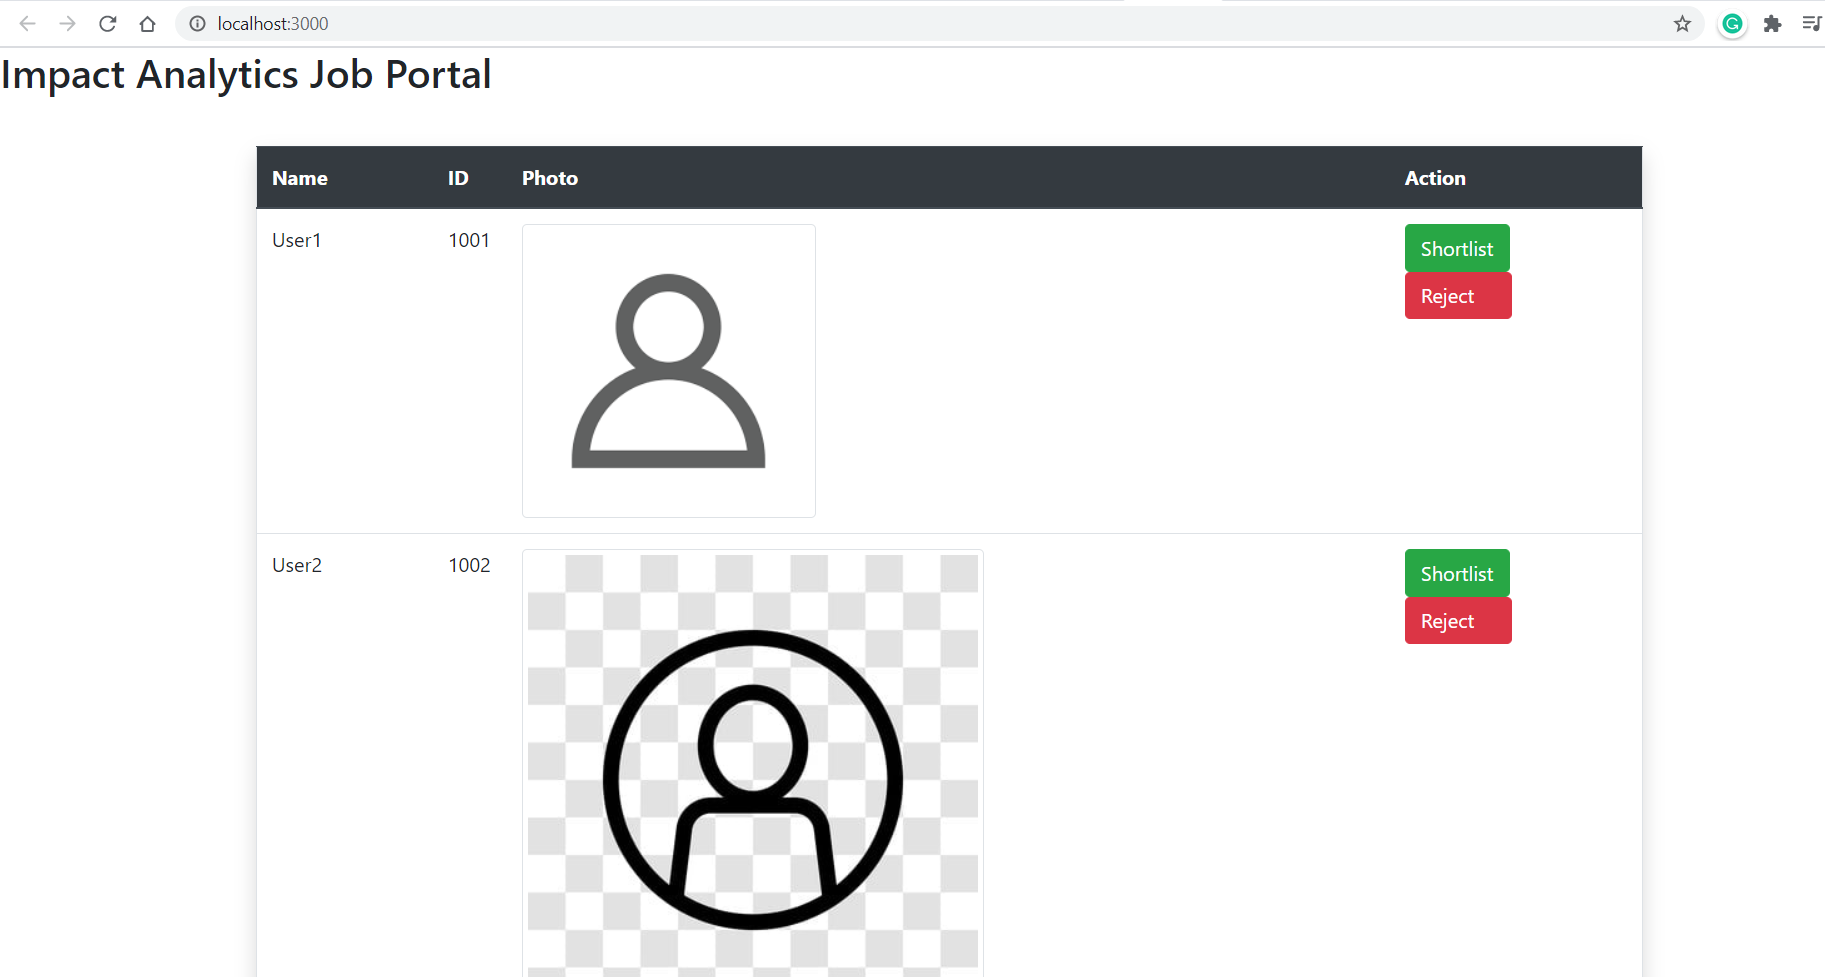 localhost:3000
Impact Analytics Job Portal
Name ID Photo Action
User1 1001 Shortlist
Reject
User2 1002 Shortlist
Reject